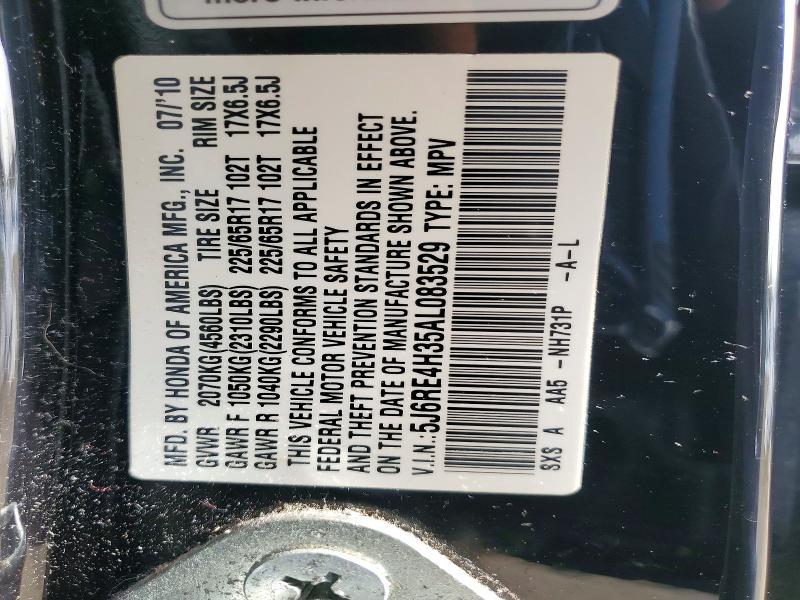 MFD. BY HONDA OF AMERICA MFG., INC. 07/'10
GVWR 2070KG(4560LBS) TIRE SIZE RIM SIZE
GAWR F 1050KG(2310LBS) 225/65R17 102T 17X6.5J
GAWR R 1040KG(2290LBS) 225/65R17 102T 17X6.5J
THIS VEHICLE CONFORMS TO ALL APPLICABLE
FEDERAL MOTOR VEHICLE SAFETY
AND THEFT PREVENTION STANDARDS IN EFFECT
ON THE DATE OF MANUFACTURE SHOWN ABOVE.
V.I.N.:5J6RE4H35AL083529 TYPE: MPV
SXS A AA5 -NH731P -A-L